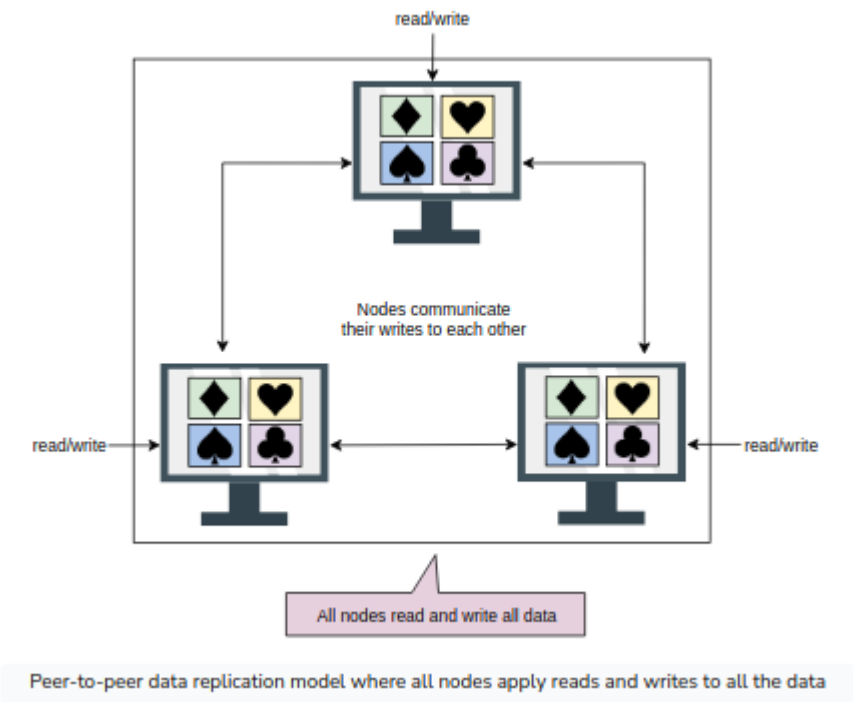 read/write
Nodes communicate
their writes to each other
read/write
read/write
All nodes read and write all data
Peer-to-peer data replication model where all nodes apply reads and writes to all the data